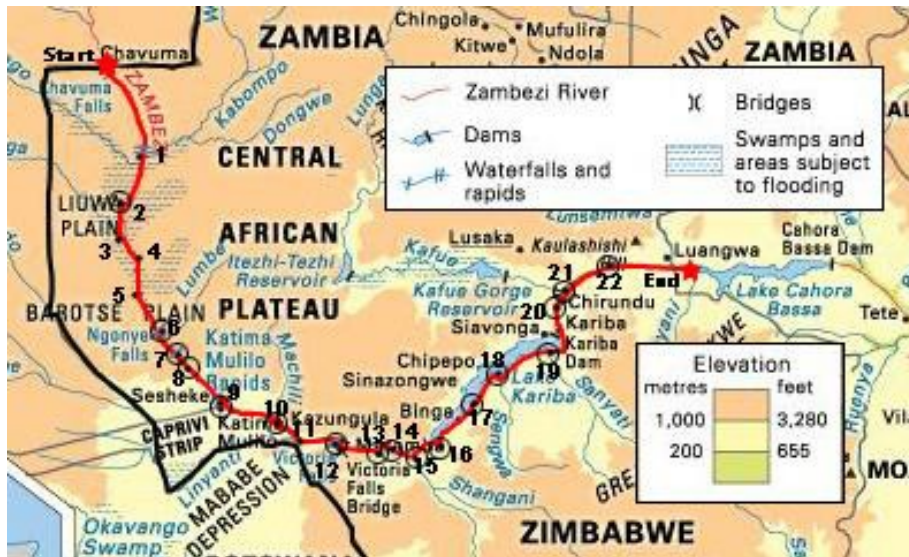 Start
Chavuma
ZAMBIA
Chingola
Mufulira
Kitwe
Ndola
ZAMBIA
Chavuma
Falls
ZAMBE
Kabompo
Dongwa
Zambezi River
Dams
Waterfalls and
rapids
Bridges
Swamps and
areas subject
to flooding
1
CENTRAL
LIUWA
PLAIN
2
3
4
AFRICAN
Lusaka
Kaulashishi
Luangwa
Cahora
Bassa Dam
Lumbe
Itezhi-Tezhi
Reservoir
Kafue
Kafue Gorge
Reservoir
21
22
End
Lake Cahora
Bassa
5
BAROTSE PLAIN
PLATEAU
20
Chirundu
Siavonga
Kariba
Kariba
Dam
Tete
Ngonye
Falls
6
Katima
Mulilo
Rapids
7
8
Machili
Chipepo
Sinazongwe
18
19
Lake
Kariba
Sanyati
Sesheke
9
CAPRIVI
STRIP
Katima
Mulilo
10
Kazungula
11
Binga
17
Sengwa
Linyanti
Victoria
12
13
14
15
16
Victoria
Falls
Bridge
MABABE
DEPRESSION
Shangani
Okavango
Swamp
ZIMBABWE
Ruenya
Elevation
metres
feet
1,000
3,280
200
655